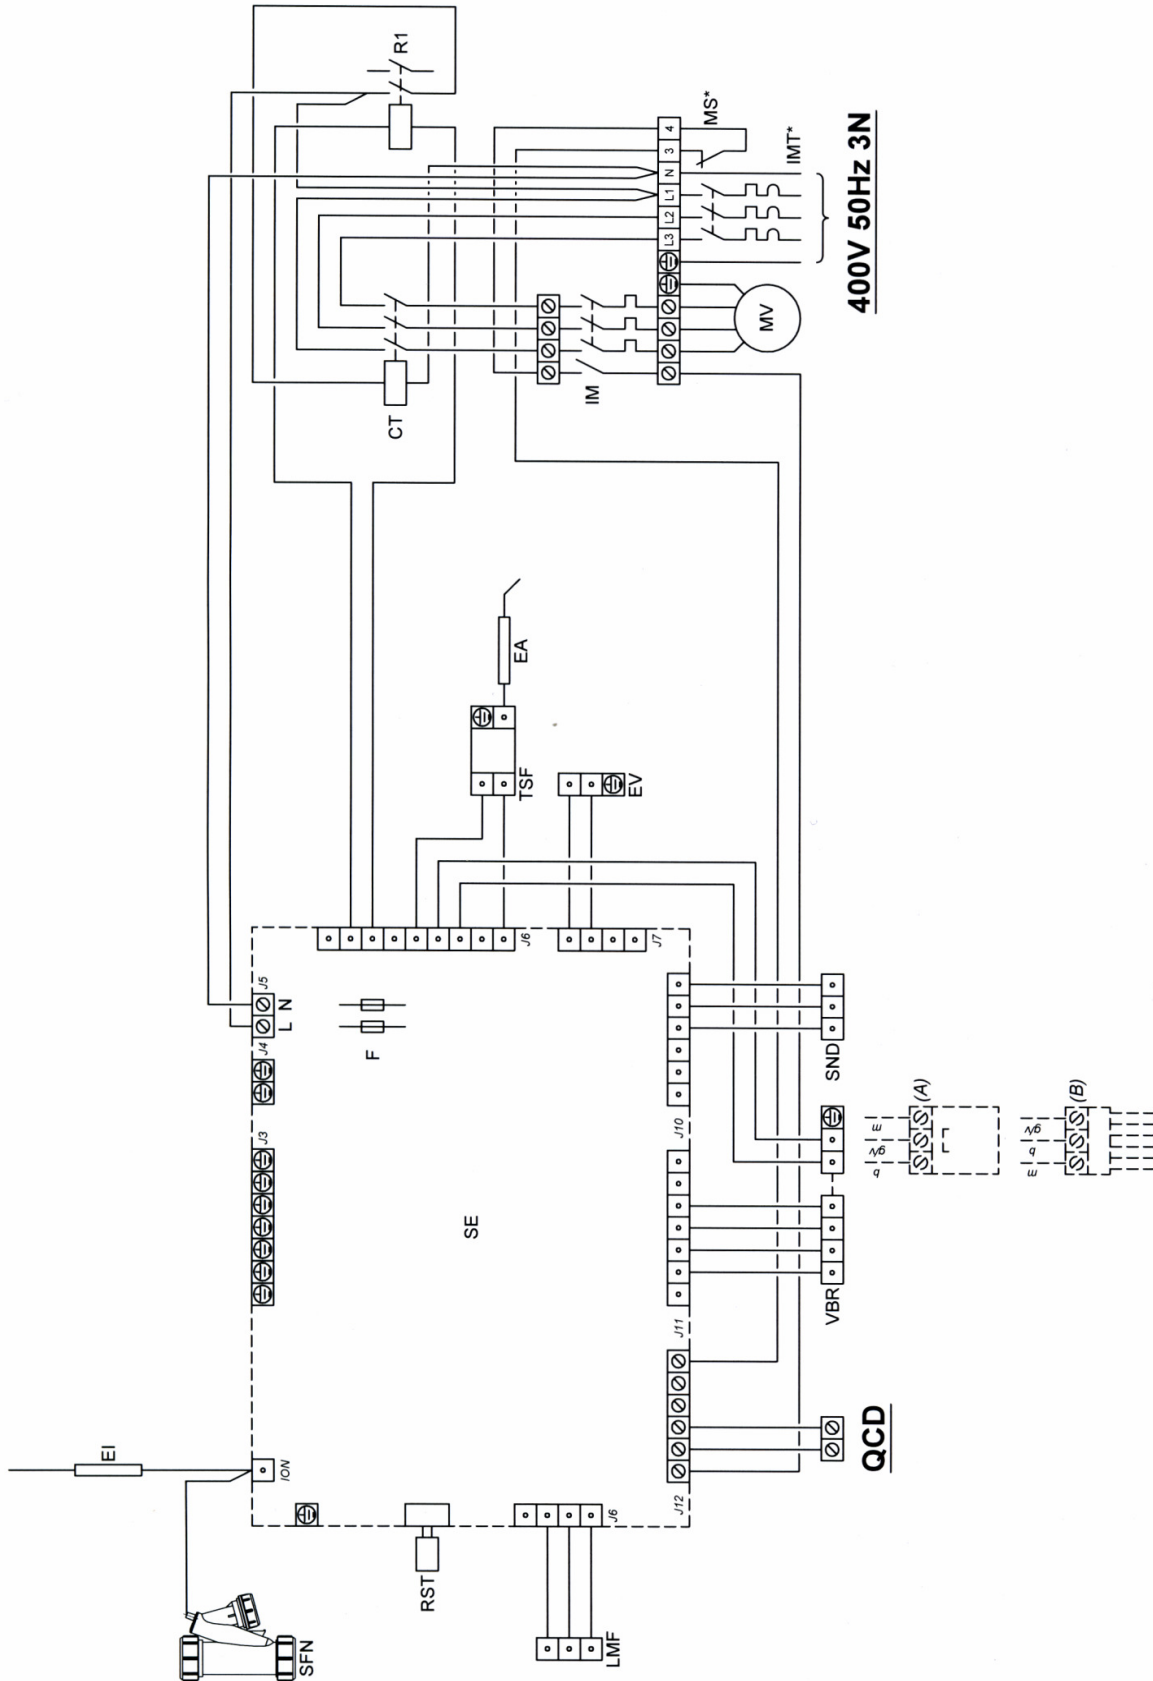 EI
SFN
ION
J3
J4
J5
L N
F
R1
CT
RST
SE
TSF
EA
J6
LMF
J6
EV
J7
IM
4
3
N
L1
L2
L3
MS*
IMT*
MV
400V 50Hz 3N
J12
J11
J10
QCD
VBR
SND
b g/v m
(A)
m b g/v
(B)